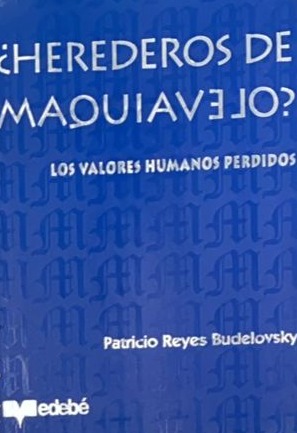 ¿HEREDEROS DE
MAQUIAVELO?
LOS VALORES HUMANOS PERDIDOS
Patricio Reyes Budelovsky
edebé